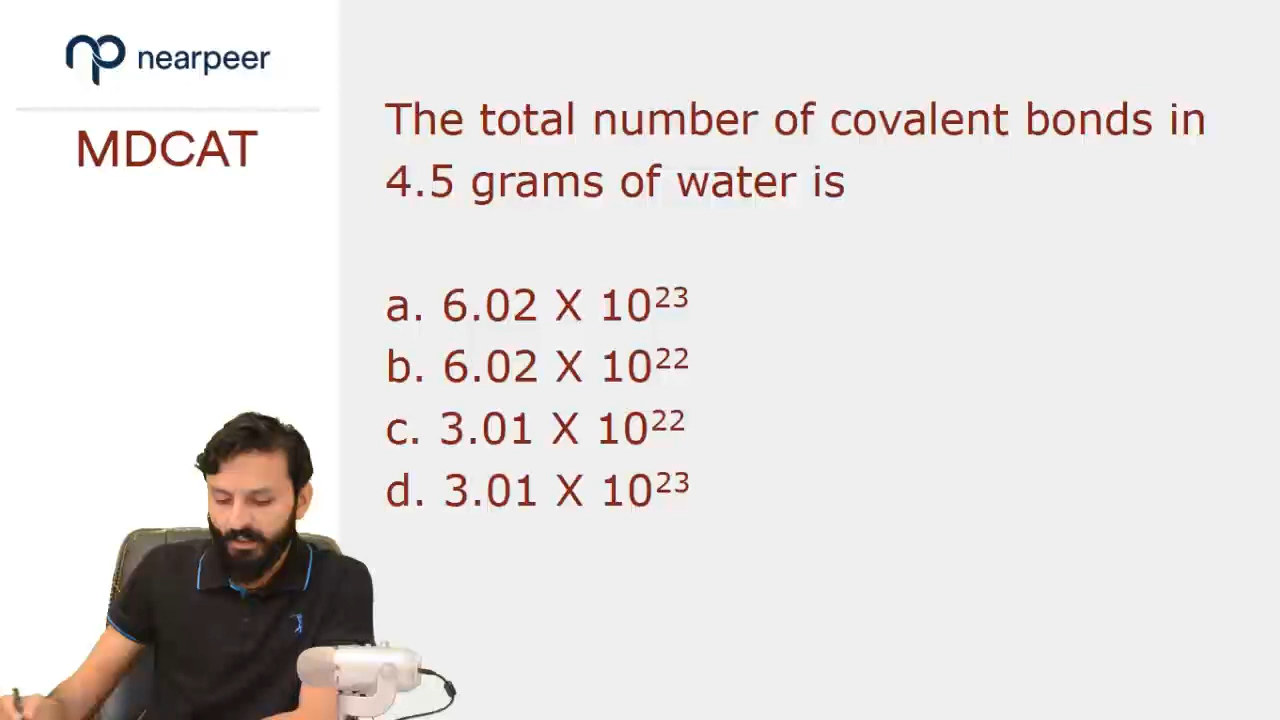 nearpeer
MDCAT
The total number of covalent bonds in
4.5 grams of water is
a. 6.02 X 10²³
b. 6.02 X 10²²
c. 3.01 X 10²²
d. 3.01 X 10²³